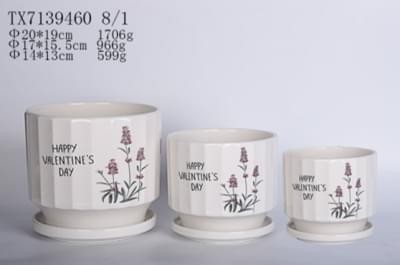 TX7139460 8/1
Φ20*19cm 1706g
Φ17*15.5cm 966g
Φ14*13cm 599g
HAPPY
VALENTINE'S
DAY
HAPPY
VALENTINE'S
DAY
HAPPY
VALENTINE'S
DAY